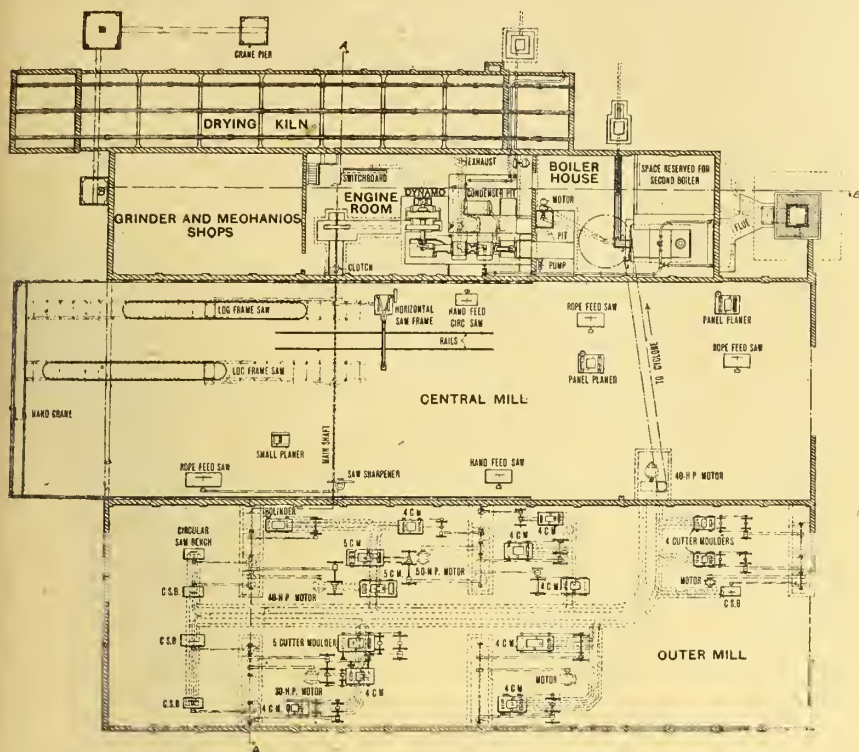 A
CRANE PIER
DRYING KILN
EXHAUST
SWITCHBOARD
ENGINE
ROOM
DYNAMO
CONDENSER PIT
BOILER
HOUSE
SPACE RESERVED FOR
SECOND BOILER
MOTOR
GRINDER AND MECHANICS
SHOPS
PIT
FLUE
B
PUMP
CLOTCH
LOG FRAME SAW
HORIZONTAL
SAW FRAME
HAND FEED
CIRC SAW
ROPE FEED SAW
PANEL PLANER
RAILS
ROPE FEED SAW
LOG FRAME SAW
PANEL PLANER
TO CYCLONE
HAND CRANE
CENTRAL MILL
SMALL PLANER
MAIN SHAFT
ROPE FEED SAW
SAW SHARPENER
HAND FEED SAW
40-H P MOTOR
BOLINDER
4 C M
4 C M
CIRCULAR
SAW BENCH
5 C M
4 C M
4 CUTTER MOULDERS
5 C M.
50-H.P. MOTOR
4 C M
MOTOR
C.S.B.
40-H P MOTOR
C.S.B
C.S.B
5 CUTTER MOULDER
4 C M.
OUTER MILL
4 C M
MOTOR
30-H.P. MOTOR
4 C M
C.S.B
4 C M.
A